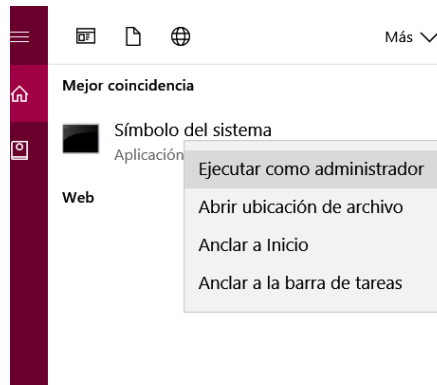 Más
Mejor coincidencia
Símbolo del sistema
Aplicación
Ejecutar como administrador
Web
Abrir ubicación de archivo
Anclar a Inicio
Anclar a la barra de tareas